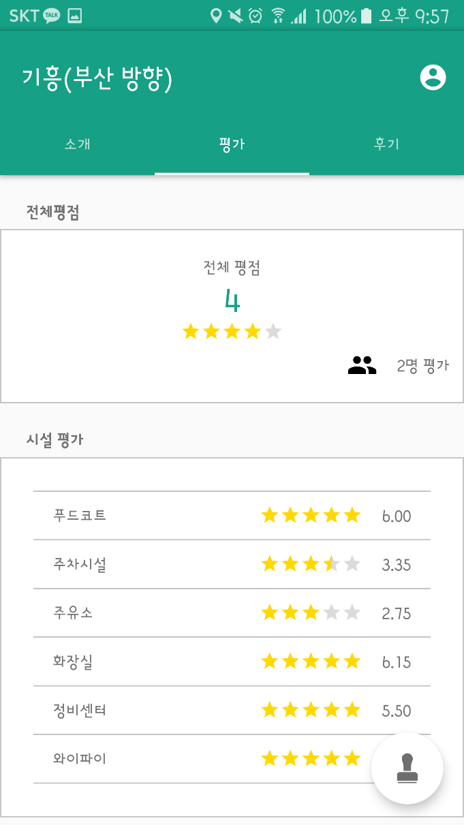 SKT TALK 100% 오후 9:57
기흥(부산 방향)
소개 평가 후기
전체평점
전체 평점
4
2명 평가
시설 평가
푸드코트 6.00
주차시설 3.35
주유소 2.75
화장실 6.15
정비센터 5.50
와이파이